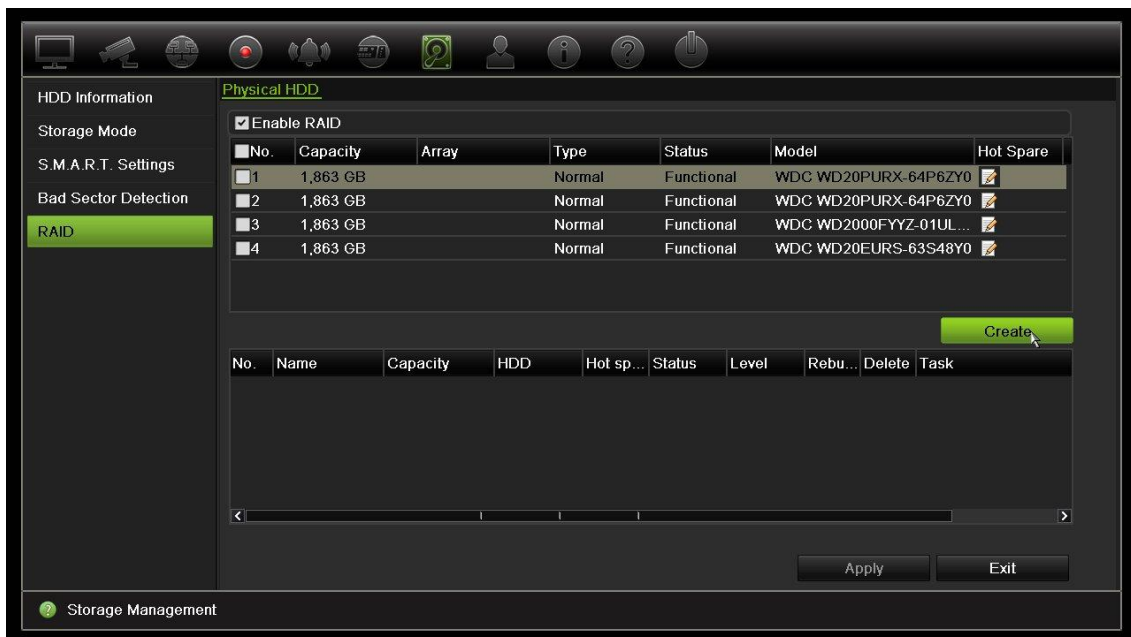 HDD Information
Storage Mode
S.M.A.R.T. Settings
Bad Sector Detection
RAID
Physical HDD
Enable RAID
No. Capacity Array Type Status Model Hot Spare
1 1,863 GB Normal Functional WDC WD20PURX-64P6ZY0
2 1,863 GB Normal Functional WDC WD20PURX-64P6ZY0
3 1,863 GB Normal Functional WDC WD2000FYYZ-01UL...
4 1,863 GB Normal Functional WDC WD20EURS-63S48Y0
Create
No. Name Capacity HDD Hot sp... Status Level Rebu... Delete Task
Apply Exit
Storage Management